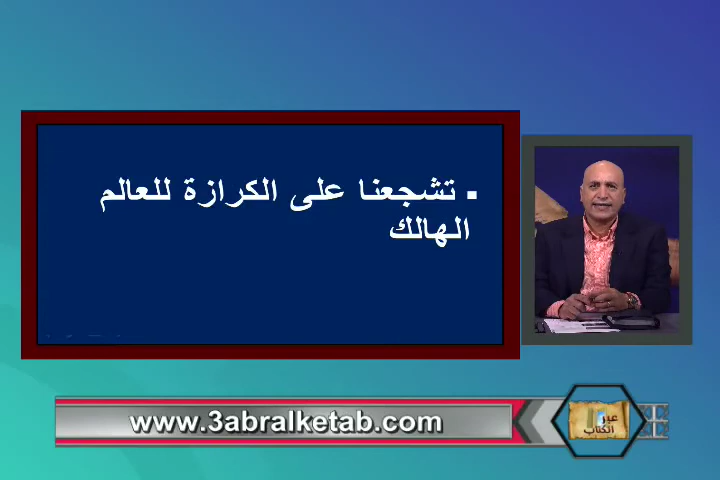 ▪ تشجعنا على الكرازة للعالم
الهالك
www.3abralketab.com
عبر
الكتاب